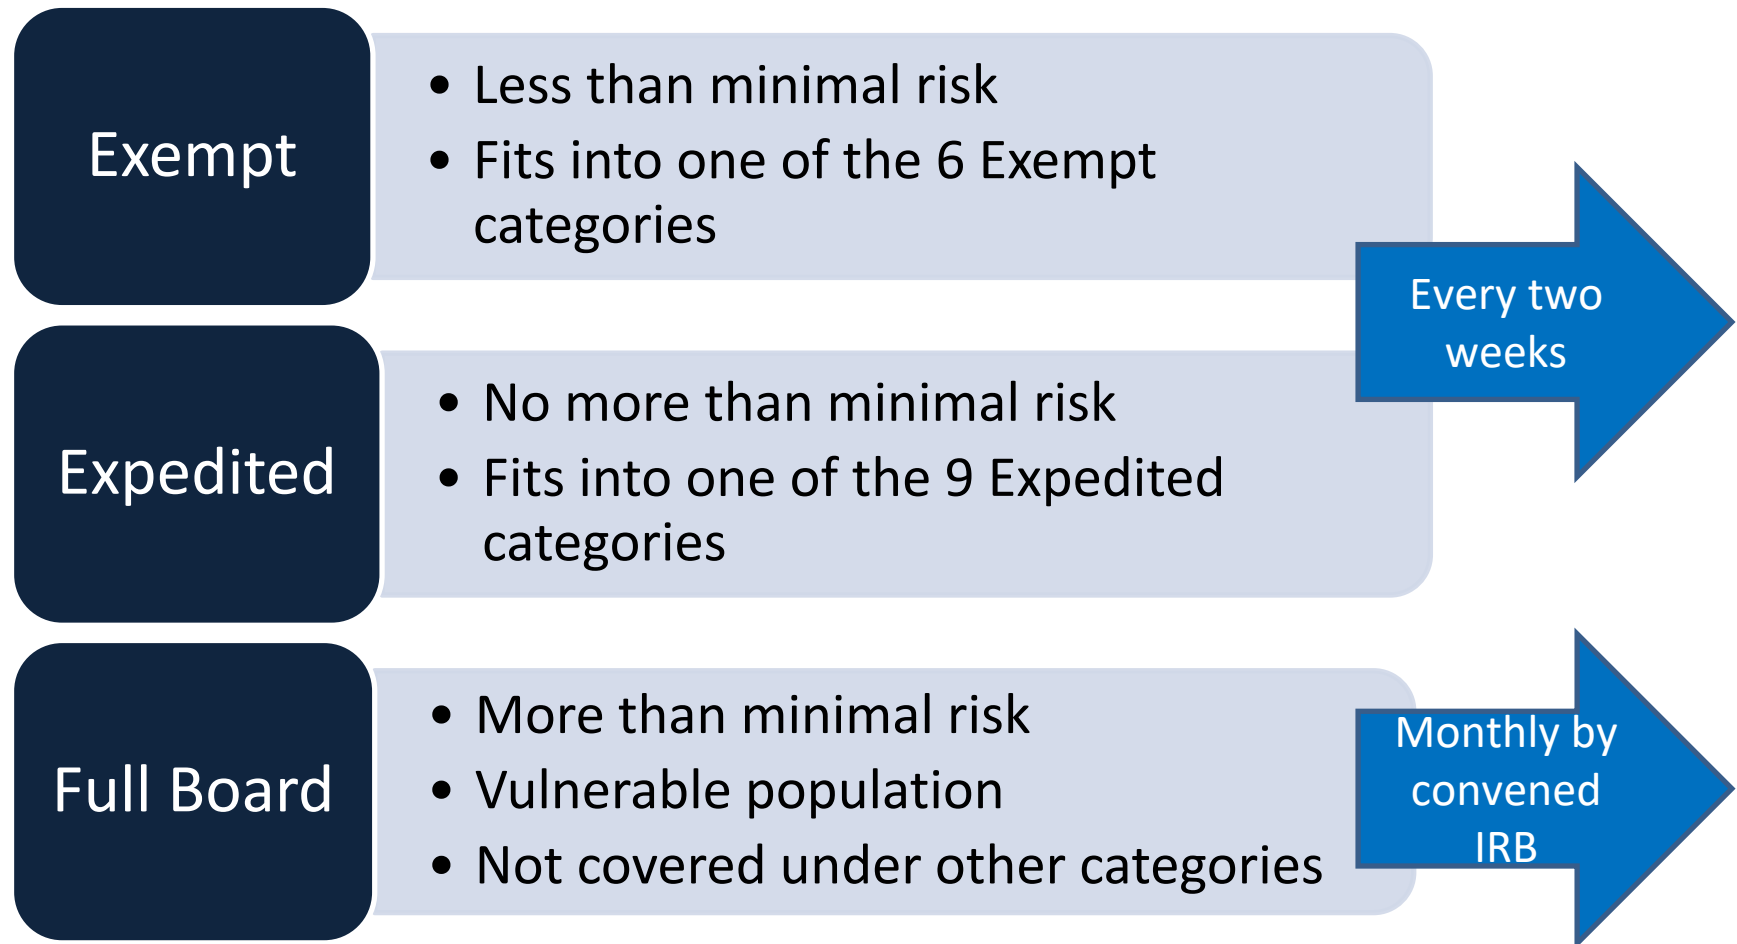 Exempt
• Less than minimal risk
• Fits into one of the 6 Exempt
categories
Every two
weeks
Expedited
• No more than minimal risk
• Fits into one of the 9 Expedited
categories
Full Board
• More than minimal risk
• Vulnerable population
• Not covered under other categories
Monthly by
convened
IRB